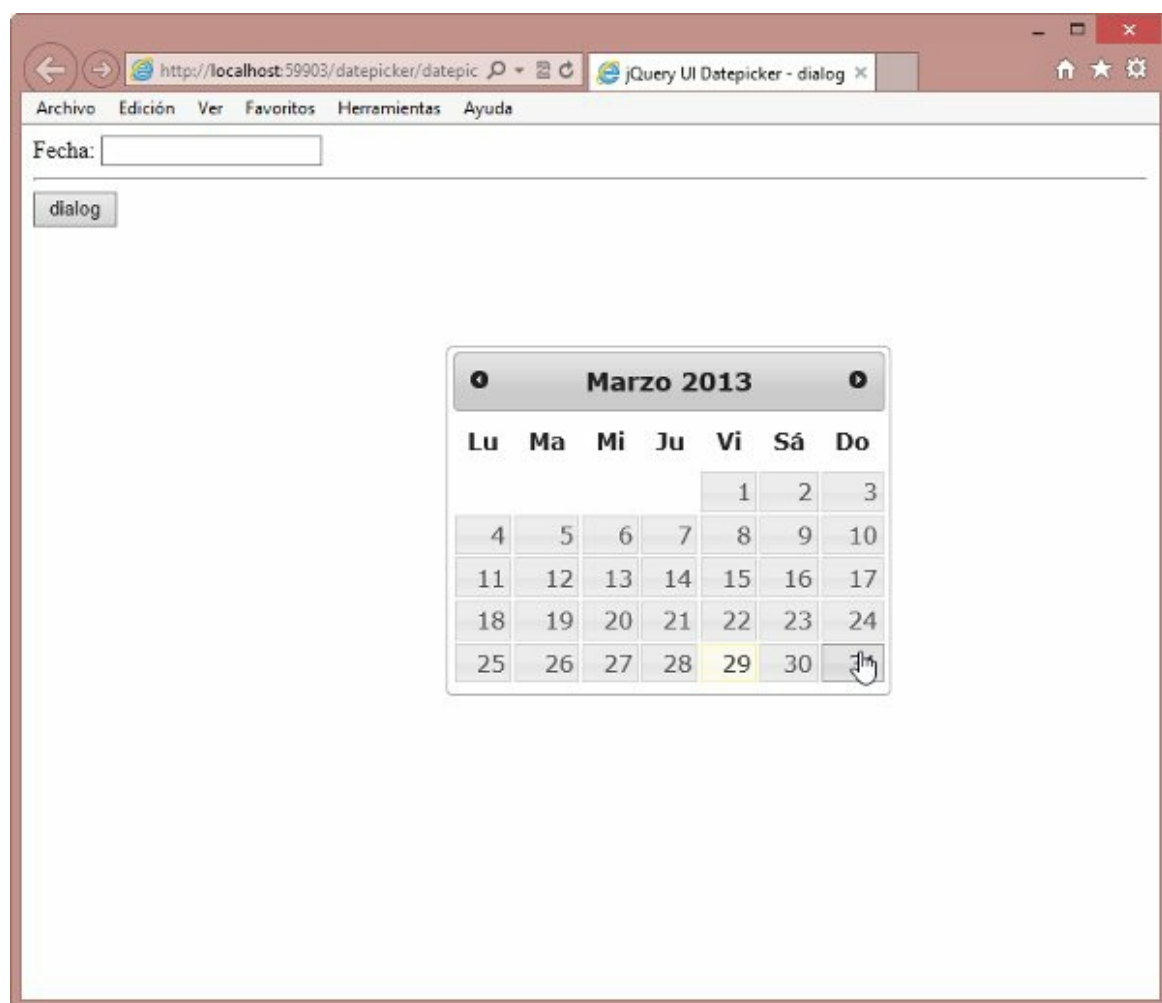 http://localhost:59903/datepicker/datepic
jQuery UI Datepicker - dialog
Archivo Edición Ver Favoritos Herramientas Ayuda
Fecha:
dialog
Marzo 2013
Lu Ma Mi Ju Vi Sá Do
1 2 3
4 5 6 7 8 9 10
11 12 13 14 15 16 17
18 19 20 21 22 23 24
25 26 27 28 29 30